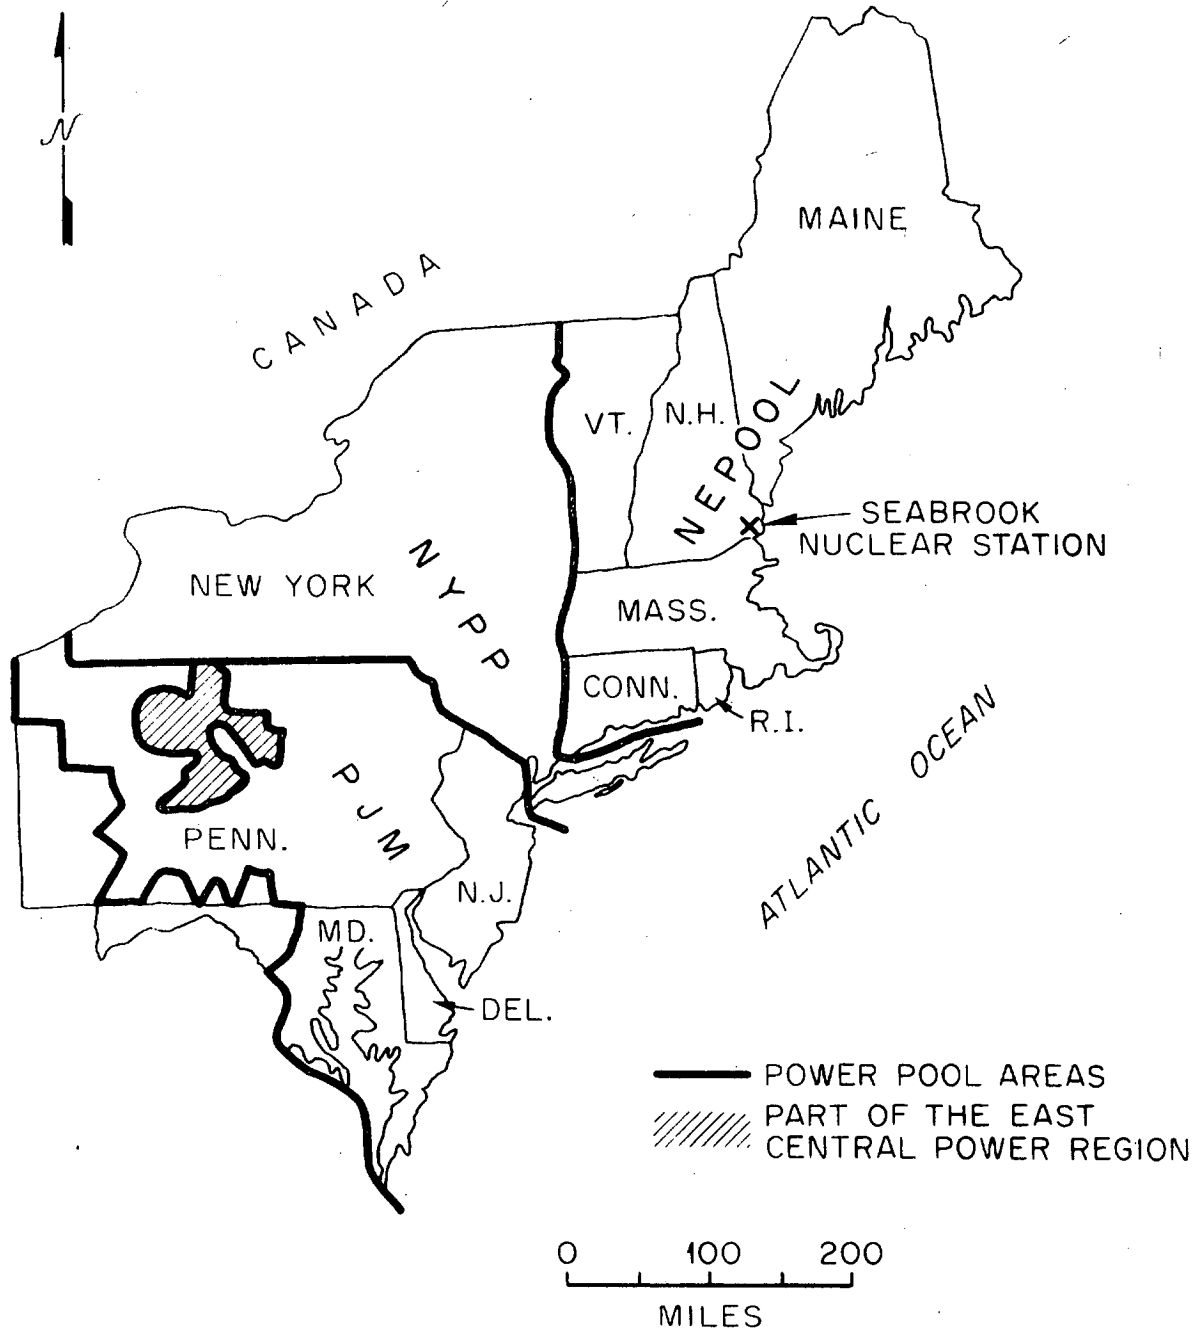 N
MAINE
CANADA
VT.
N.H.
NEPOOL
SEABROOK
NUCLEAR STATION
NEW YORK
NYPP
MASS.
CONN.
R.I.
ATLANTIC OCEAN
PJM
PENN.
N.J.
MD.
DEL.
POWER POOL AREAS
PART OF THE EAST
CENTRAL POWER REGION
0 100 200
MILES